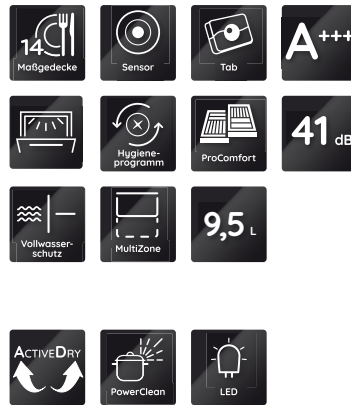 14
Maßgedecke
Sensor
Tab
A+++
Hygiene-
programm
ProComfort
41 dB
Vollwasser-
schutz
MultiZone
9,5 L
ACTIVEDRY
PowerClean
LED